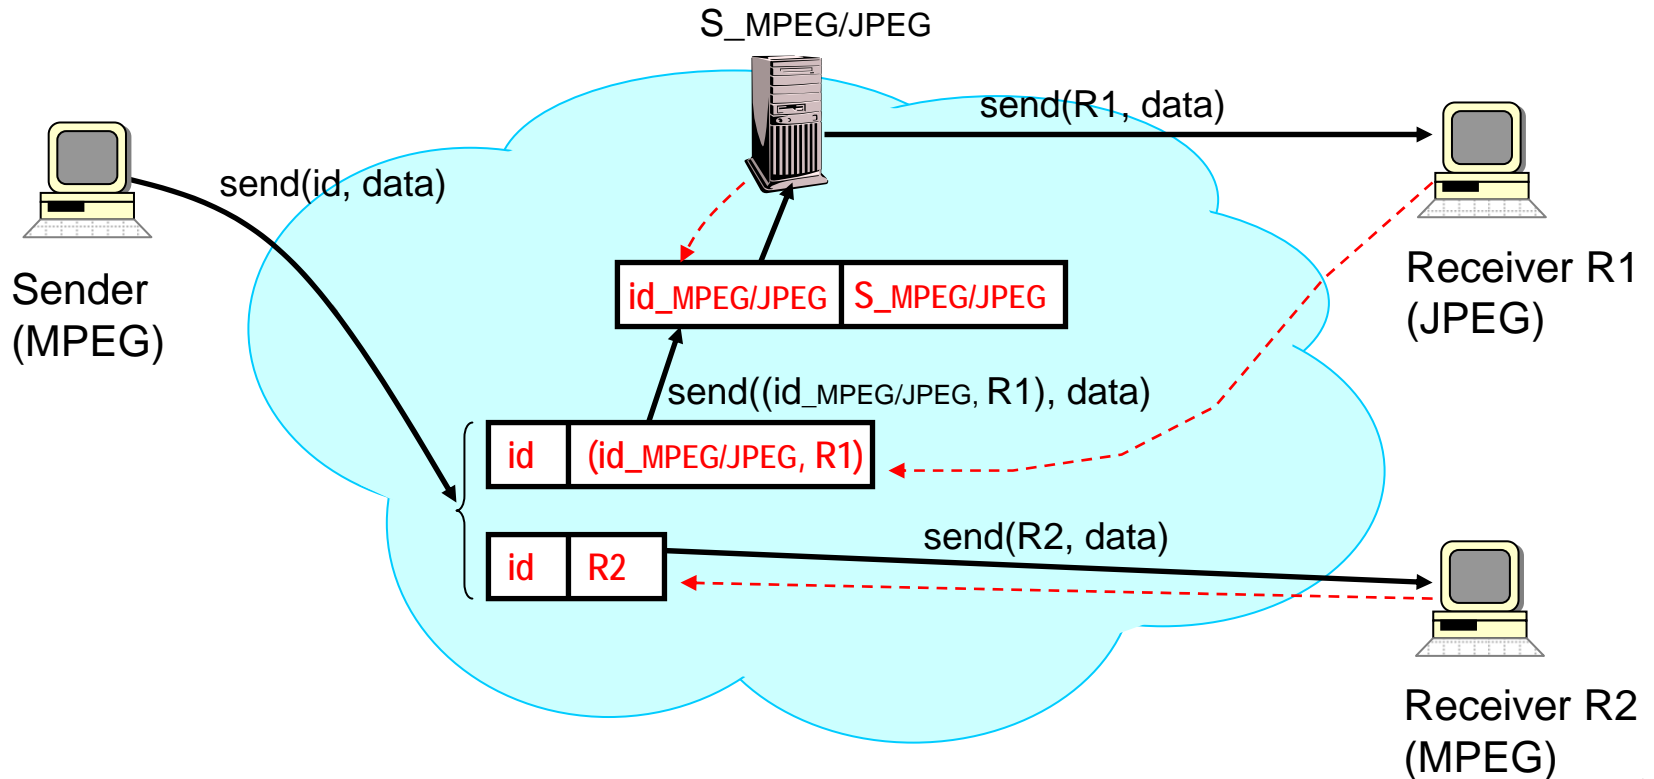 S_MPEG/JPEG
send(R1, data)
send(id, data)
Sender
(MPEG)
Receiver R1
(JPEG)
id_MPEG/JPEG S_MPEG/JPEG
send((id_MPEG/JPEG, R1), data)
id (id_MPEG/JPEG, R1)
send(R2, data)
id R2
Receiver R2
(MPEG)